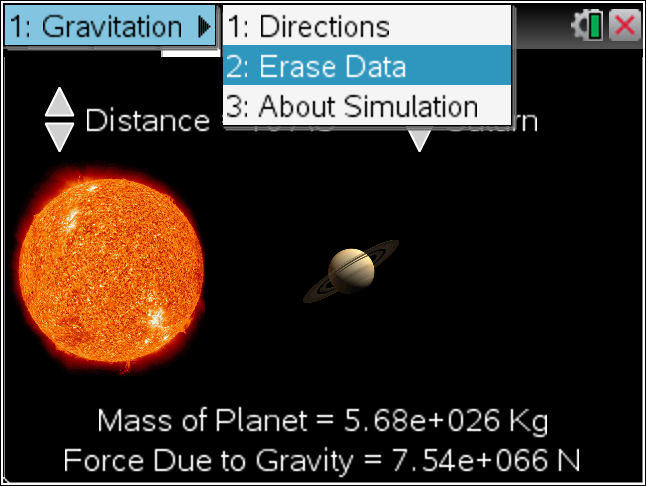 1: Gravitation
1: Directions
2: Erase Data
3: About Simulation
Distance =
Mass of Planet = 5.68e+026 Kg
Force Due to Gravity = 7.54e+066 N